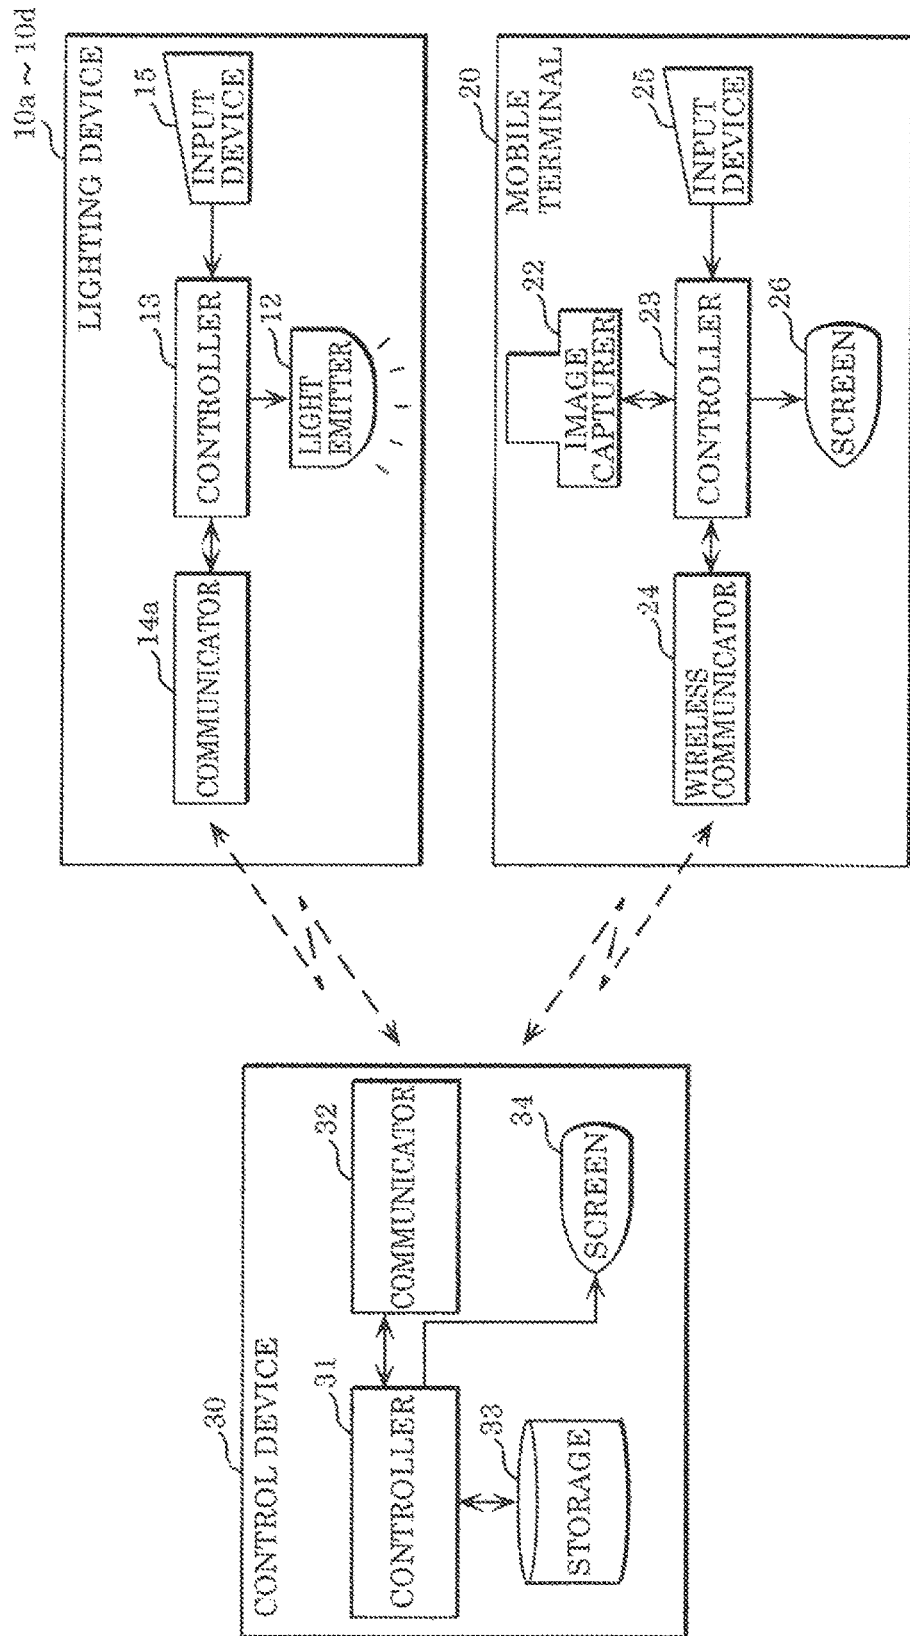 10a ~ 10d
LIGHTING DEVICE
14a
COMMUNICATOR
13
CONTROLLER
15
INPUT
DEVICE
12
LIGHT
EMITTER
30
CONTROL DEVICE
31
CONTROLLER
32
COMMUNICATOR
33
STORAGE
34
SCREEN
20
MOBILE
TERMINAL
22
IMAGE
CAPTURER
24
WIRELESS
COMMUNICATOR
23
CONTROLLER
25
INPUT
DEVICE
26
SCREEN